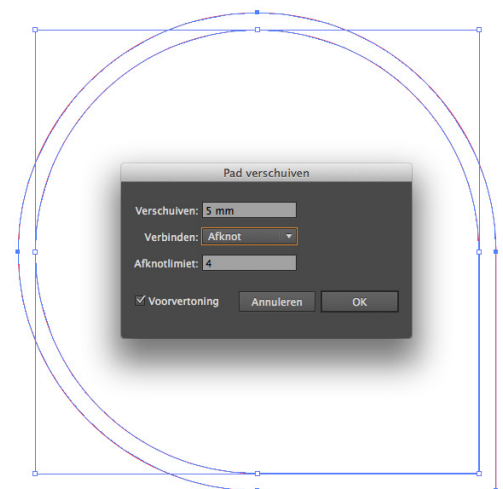 Pad verschuiven
Verschuiven: 5 mm
Verbinden: Afknot
Afknotlimiet: 4
Voorvertoning Annuleren OK